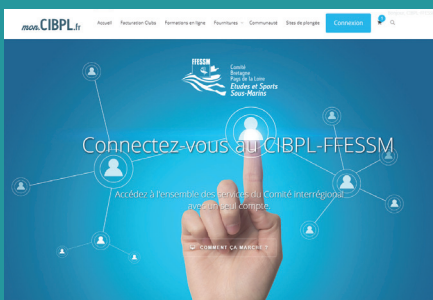 mon.CIBPL.fr
Accueil Facturation Clubs Formations en ligne Fournitures Communauté Sites de plongée Connexion
FFESSM
Comité
Bretagne
Pays de la Loire
Etudes et Sports
Sous-Marins
Connectez-vous au CIBPL-FFESSM
Accédez à l'ensemble des services du Comité Interrégional
avec un seul compte.
COMMENT ÇA MARCHE ?